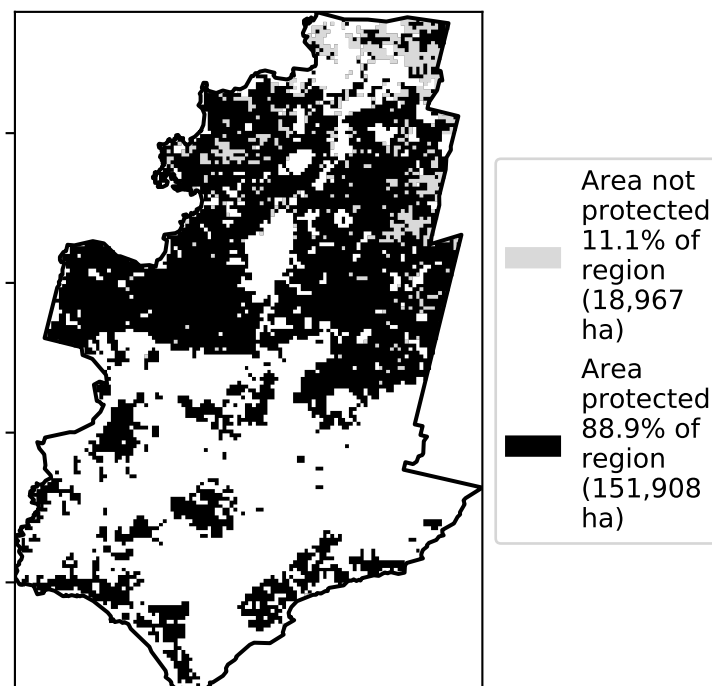 Area not
protected
11.1% of
region
(18,967
ha)
Area
protected
88.9% of
region
(151,908
ha)